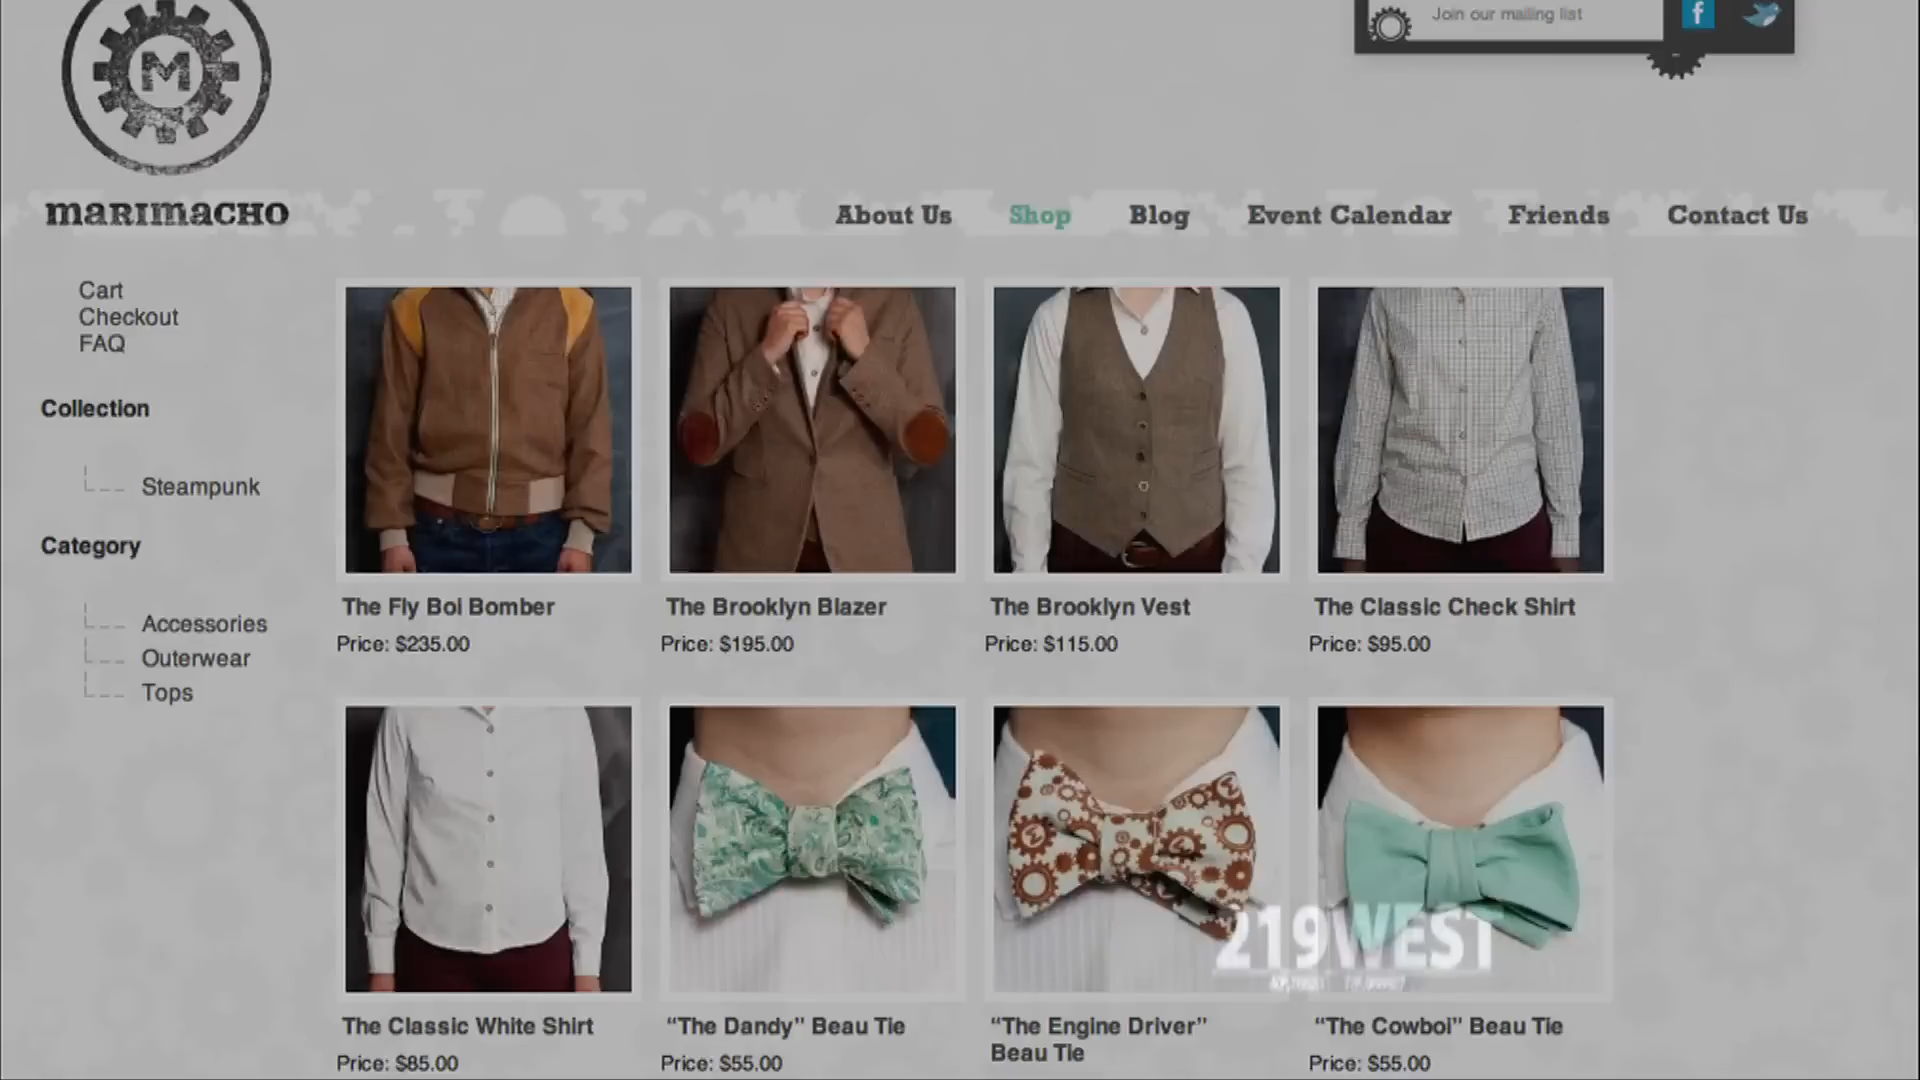 Join our mailing list
f
M
MARIMACHO
About Us
Shop
Blog
Event Calendar
Friends
Contact Us
Cart
Checkout
FAQ
Collection
Steampunk
Category
Accessories
Outerwear
Tops
The Fly Boi Bomber
Price: $235.00
The Brooklyn Blazer
Price: $195.00
The Brooklyn Vest
Price: $115.00
The Classic Check Shirt
Price: $95.00
The Classic White Shirt
Price: $85.00
“The Dandy” Beau Tie
Price: $55.00
“The Engine Driver”
Beau Tie
“The Cowboi” Beau Tie
Price: $55.00
219WEST